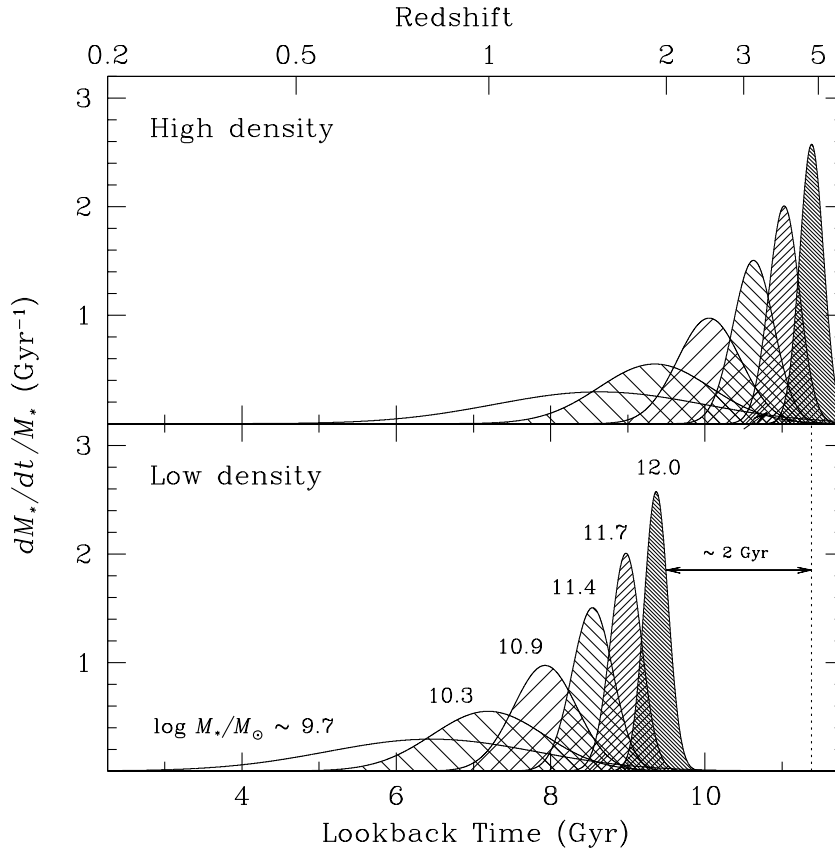 Redshift
0.2 0.5 1 2 3 5
3
High density
2
1
dM*/dt/M* (Gyr⁻¹)
3
Low density
12.0
11.7
2
~ 2 Gyr
11.4
10.9
1
10.3
log M*/M⊙ ~ 9.7
4 6 8 10
Lookback Time (Gyr)